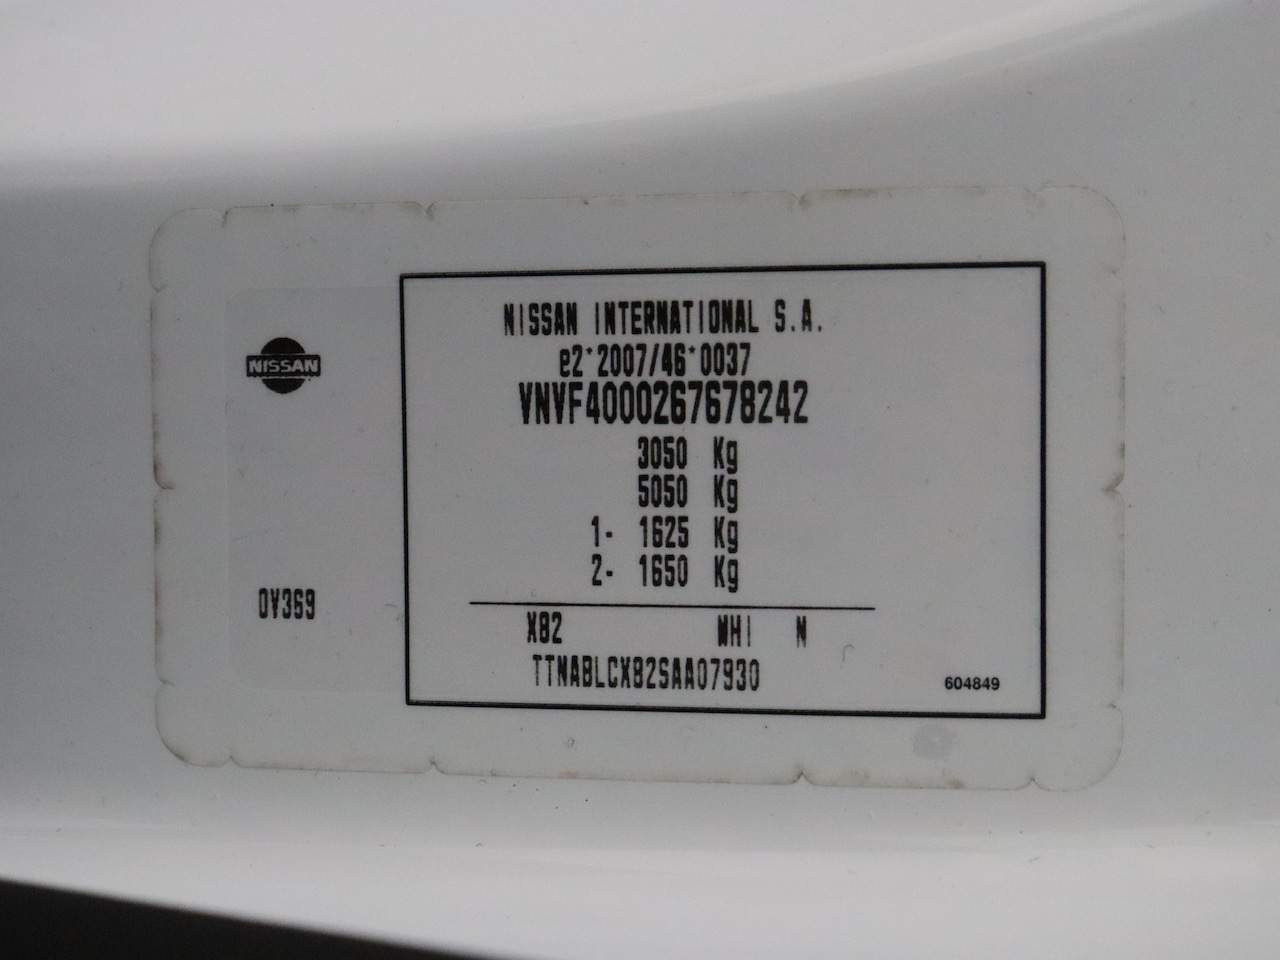 NISSAN INTERNATIONAL S.A.
e2*2007/46*0037
VNVF4000267678242
NISSAN
3050 Kg
5050 Kg
1- 1625 Kg
2- 1650 Kg
0V369
X82 WHI N
TTNABLCX82SAA07930
604849